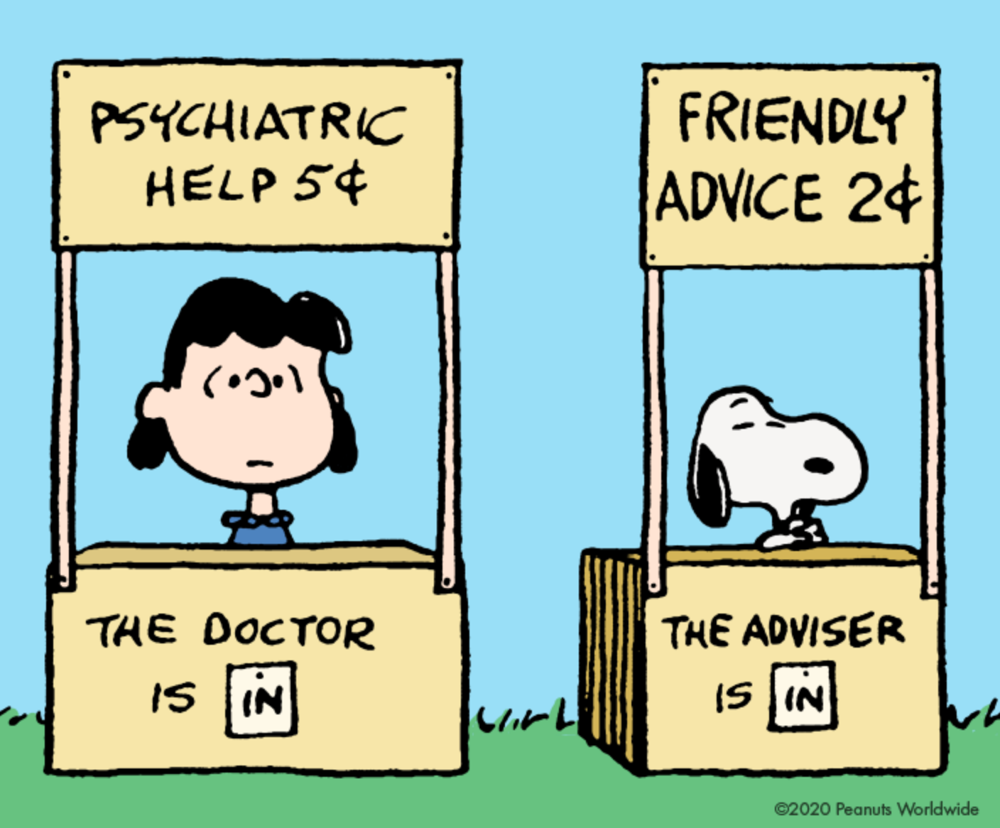 PSYCHIATRIC
HELP 5¢
THE DOCTOR
IS IN
FRIENDLY
ADVICE 2¢
THE ADVISER
IS IN
©2020 Peanuts Worldwide